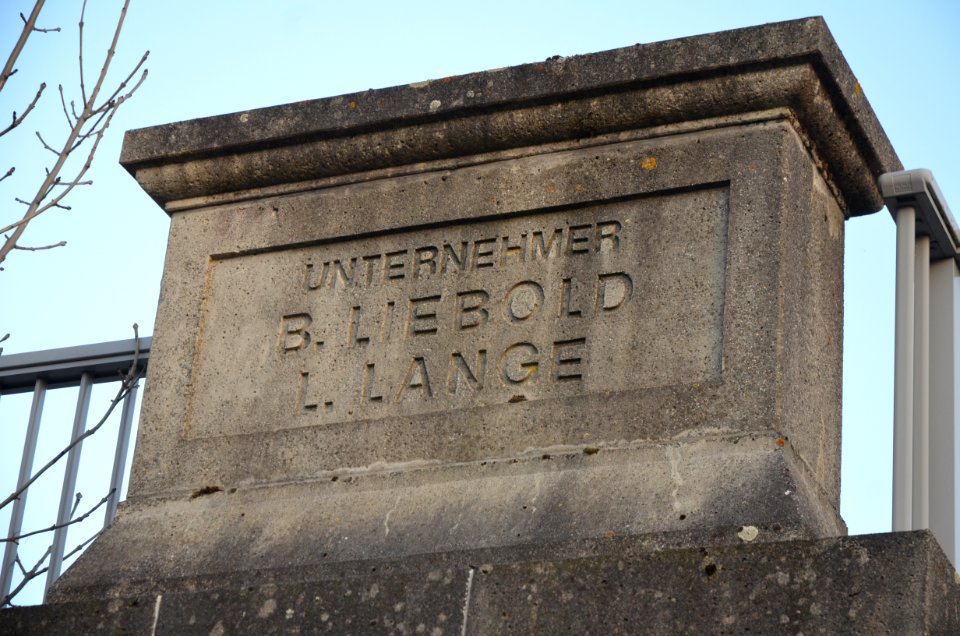 UNTERNEHMER
B. LIEBOLD
L. LANGE